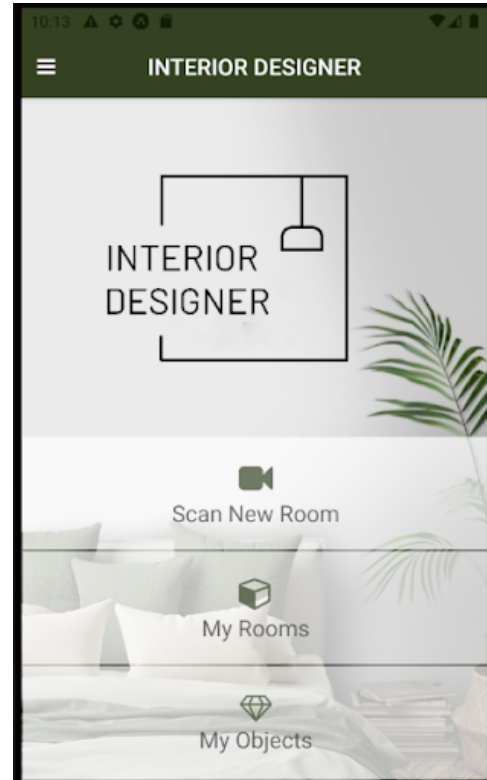 10:13
INTERIOR DESIGNER
INTERIOR
DESIGNER
Scan New Room
My Rooms
My Objects